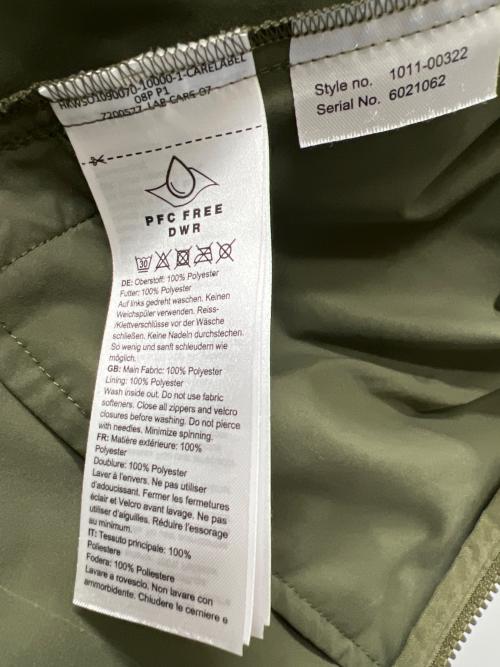 HKWSO1090070-10000-1-CARELABEL
08P P1
7200577 LAB CARE 07
PFC FREE
DWR
30
DE: Oberstoff: 100% Polyester
Futter: 100% Polyester
Auf links gedreht waschen. Keinen
Weichspüler verwenden. Reiss-
/Klettverschlüsse vor der Wäsche
schließen. Keine Nadeln durchstechen.
So wenig und sanft schleudern wie
möglich.
GB: Main Fabric: 100% Polyester
Lining: 100% Polyester
Wash inside out. Do not use fabric
softeners. Close all zippers and velcro
closures before washing. Do not pierce
with needles. Minimize spinning.
FR: Matière extérieure: 100%
Polyester
Doublure: 100% Polyester
Laver à l'envers. Ne pas utiliser
d'adoucissant. Fermer les fermetures
éclair et Velcro avant lavage. Ne pas
utiliser d'aiguilles. Réduire l'essorage
au minimum.
IT: Tessuto principale: 100%
Poliestere
Fodera: 100% Poliestere
Lavare a rovescio. Non lavare con
ammorbidente. Chiudere le cerniere e
Style no. 1011-00322
Serial No. 6021062